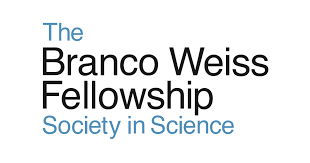 The
Branco Weiss
Fellowship
Society in Science